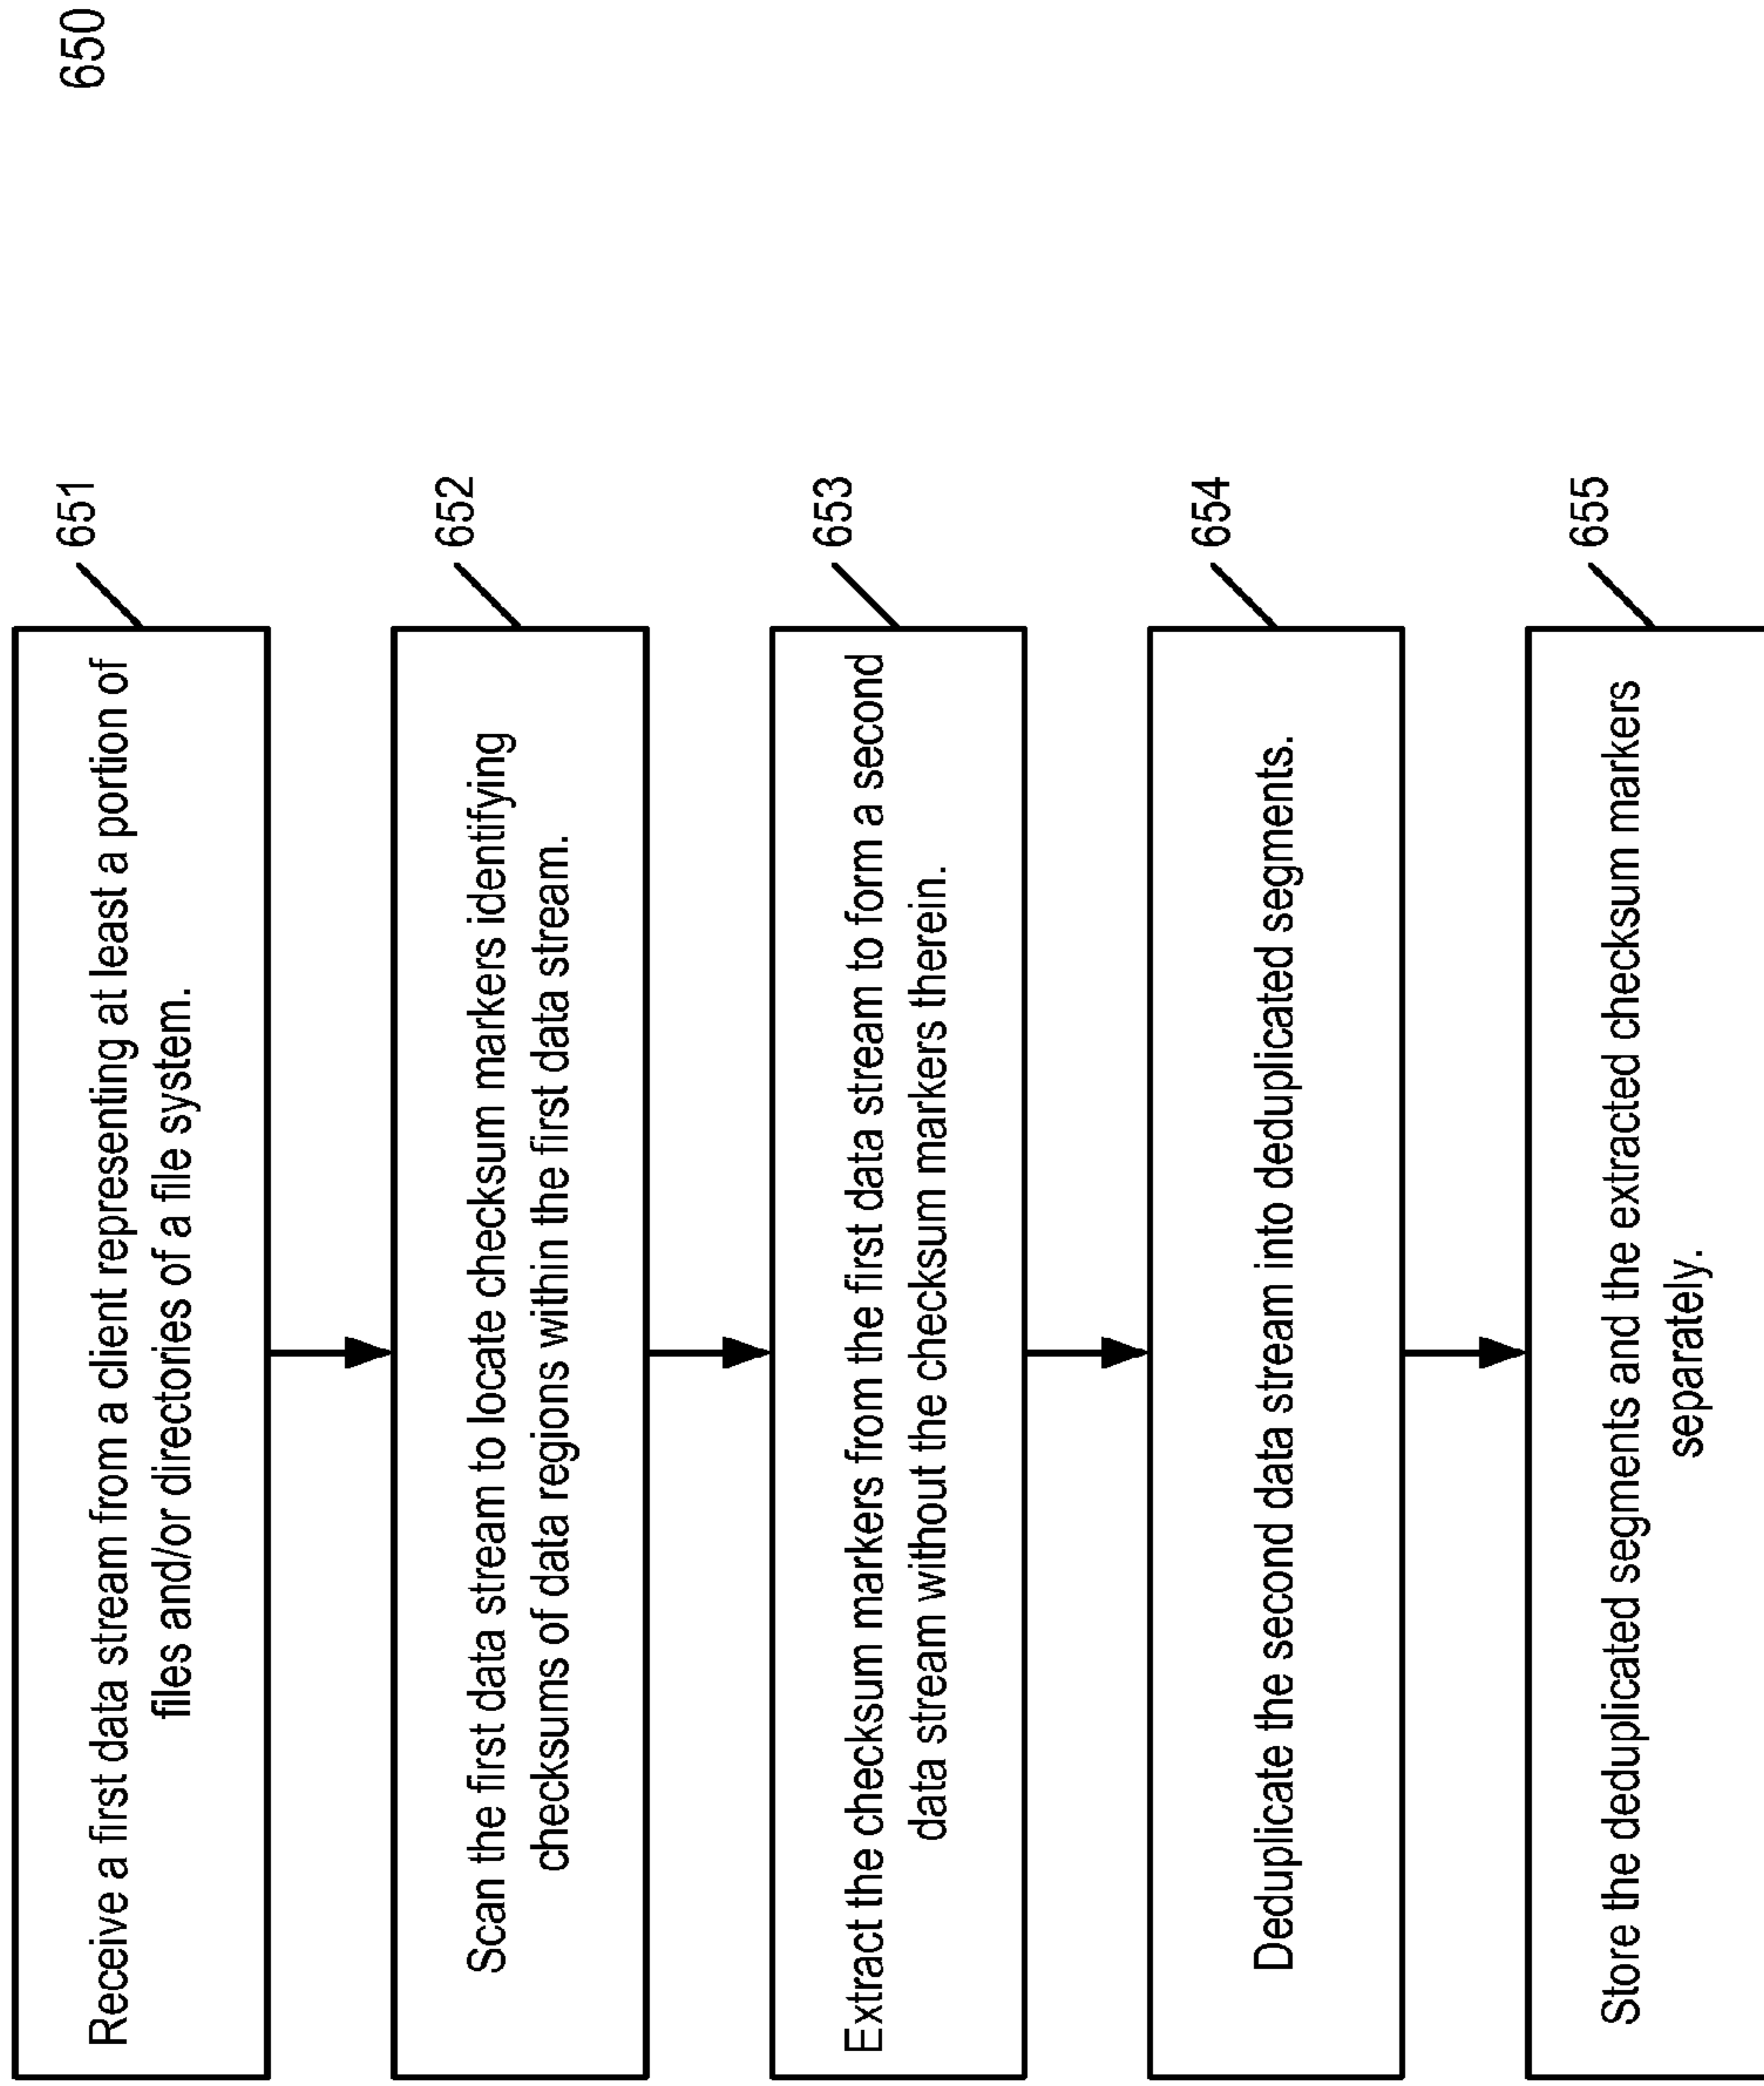 650
651
Receive a first data stream from a client representing at least a portion of
files and/or directories of a file system.
652
Scan the first data stream to locate checksum markers identifying
checksums of data regions within the first data stream.
653
Extract the checksum markers from the first data stream to form a second
data stream without the checksum markers therein.
654
Deduplicate the second data stream into deduplicated segments.
655
Store the deduplicated segments and the extracted checksum markers
separately.